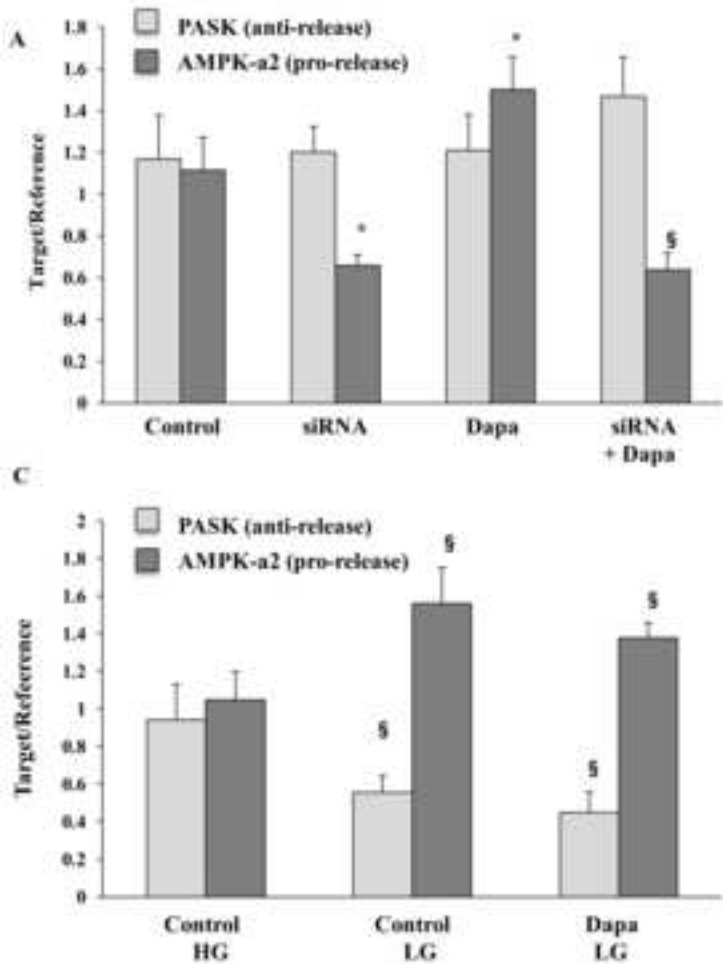 A
PASK (anti-release)
AMPK-a2 (pro-release)
1.8
1.6
1.4
1.2
1
0.8
0.6
0.4
0.2
0
Target/Reference
*
*
§
Control
siRNA
Dapa
siRNA
+ Dapa
C
PASK (anti-release)
AMPK-a2 (pro-release)
2
1.8
1.6
1.4
1.2
1
0.8
0.6
0.4
0.2
0
Target/Refeerence
§
§
§
§
Control
HG
Control
LG
Dapa
LG